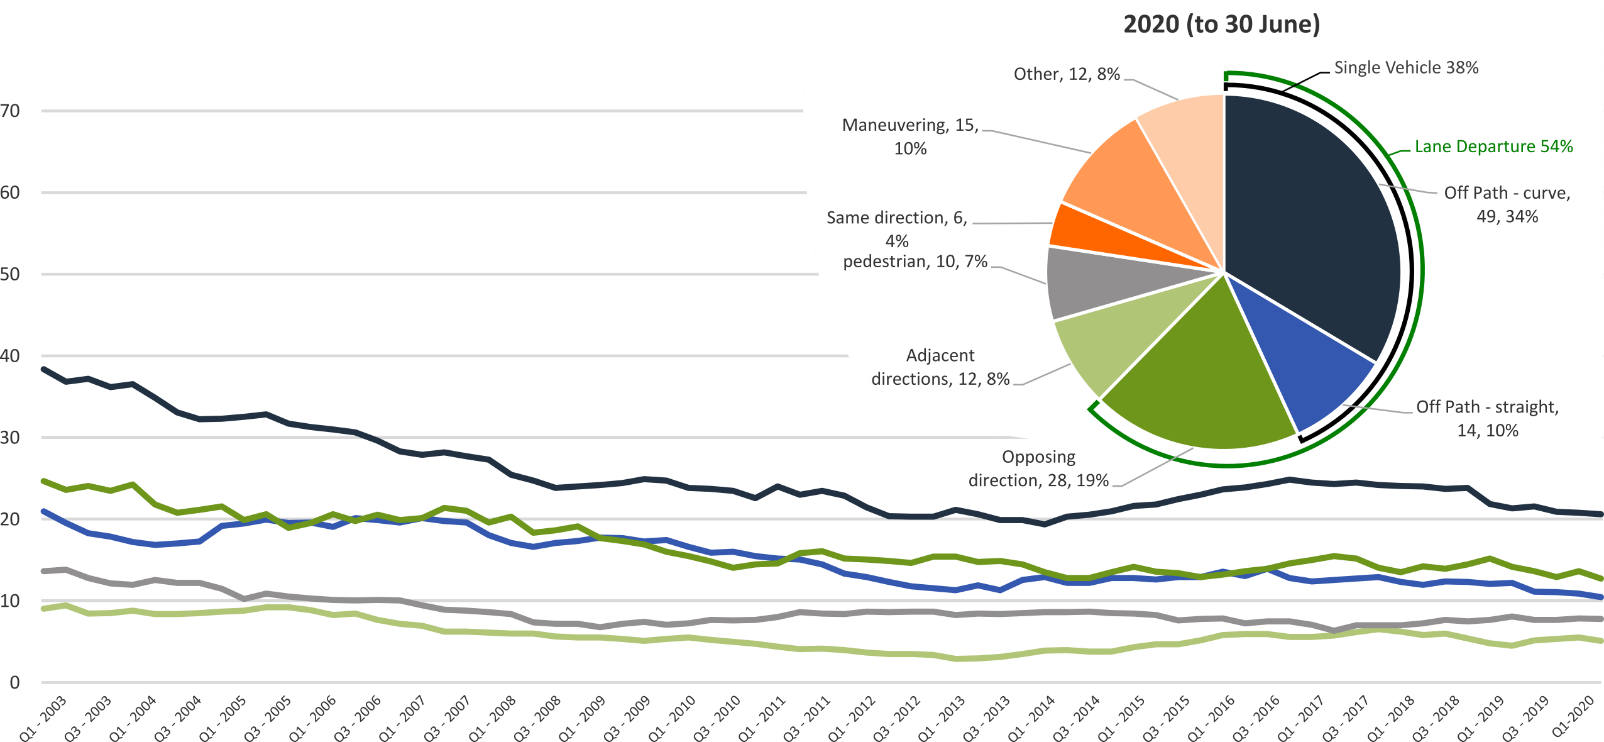 2020 (to 30 June)
Single Vehicle 38%
Other, 12, 8%
Maneuvering, 15,
10%
Lane Departure 54%
Off Path - curve,
49, 34%
Same direction, 6,
4%
pedestrian, 10, 7%
Adjacent
directions, 12, 8%
Off Path - straight,
14, 10%
Opposing
direction, 28, 19%
70
60
50
40
30
20
10
0
Q1 - 2003
Q3 - 2003
Q1 - 2004
Q3 - 2004
Q1 - 2005
Q3 - 2005
Q1 - 2006
Q3 - 2006
Q1 - 2007
Q3 - 2007
Q1 - 2008
Q3 - 2008
Q1 - 2009
Q3 - 2009
Q1 - 2010
Q3 - 2010
Q1 - 2011
Q3 - 2011
Q1 - 2012
Q3 - 2012
Q1 - 2013
Q3 - 2013
Q1 - 2014
Q3 - 2014
Q1 - 2015
Q3 - 2015
Q1 - 2016
Q3 - 2016
Q1 - 2017
Q3 - 2017
Q1 - 2018
Q3 - 2018
Q1 - 2019
Q3 - 2019
Q1- 2020